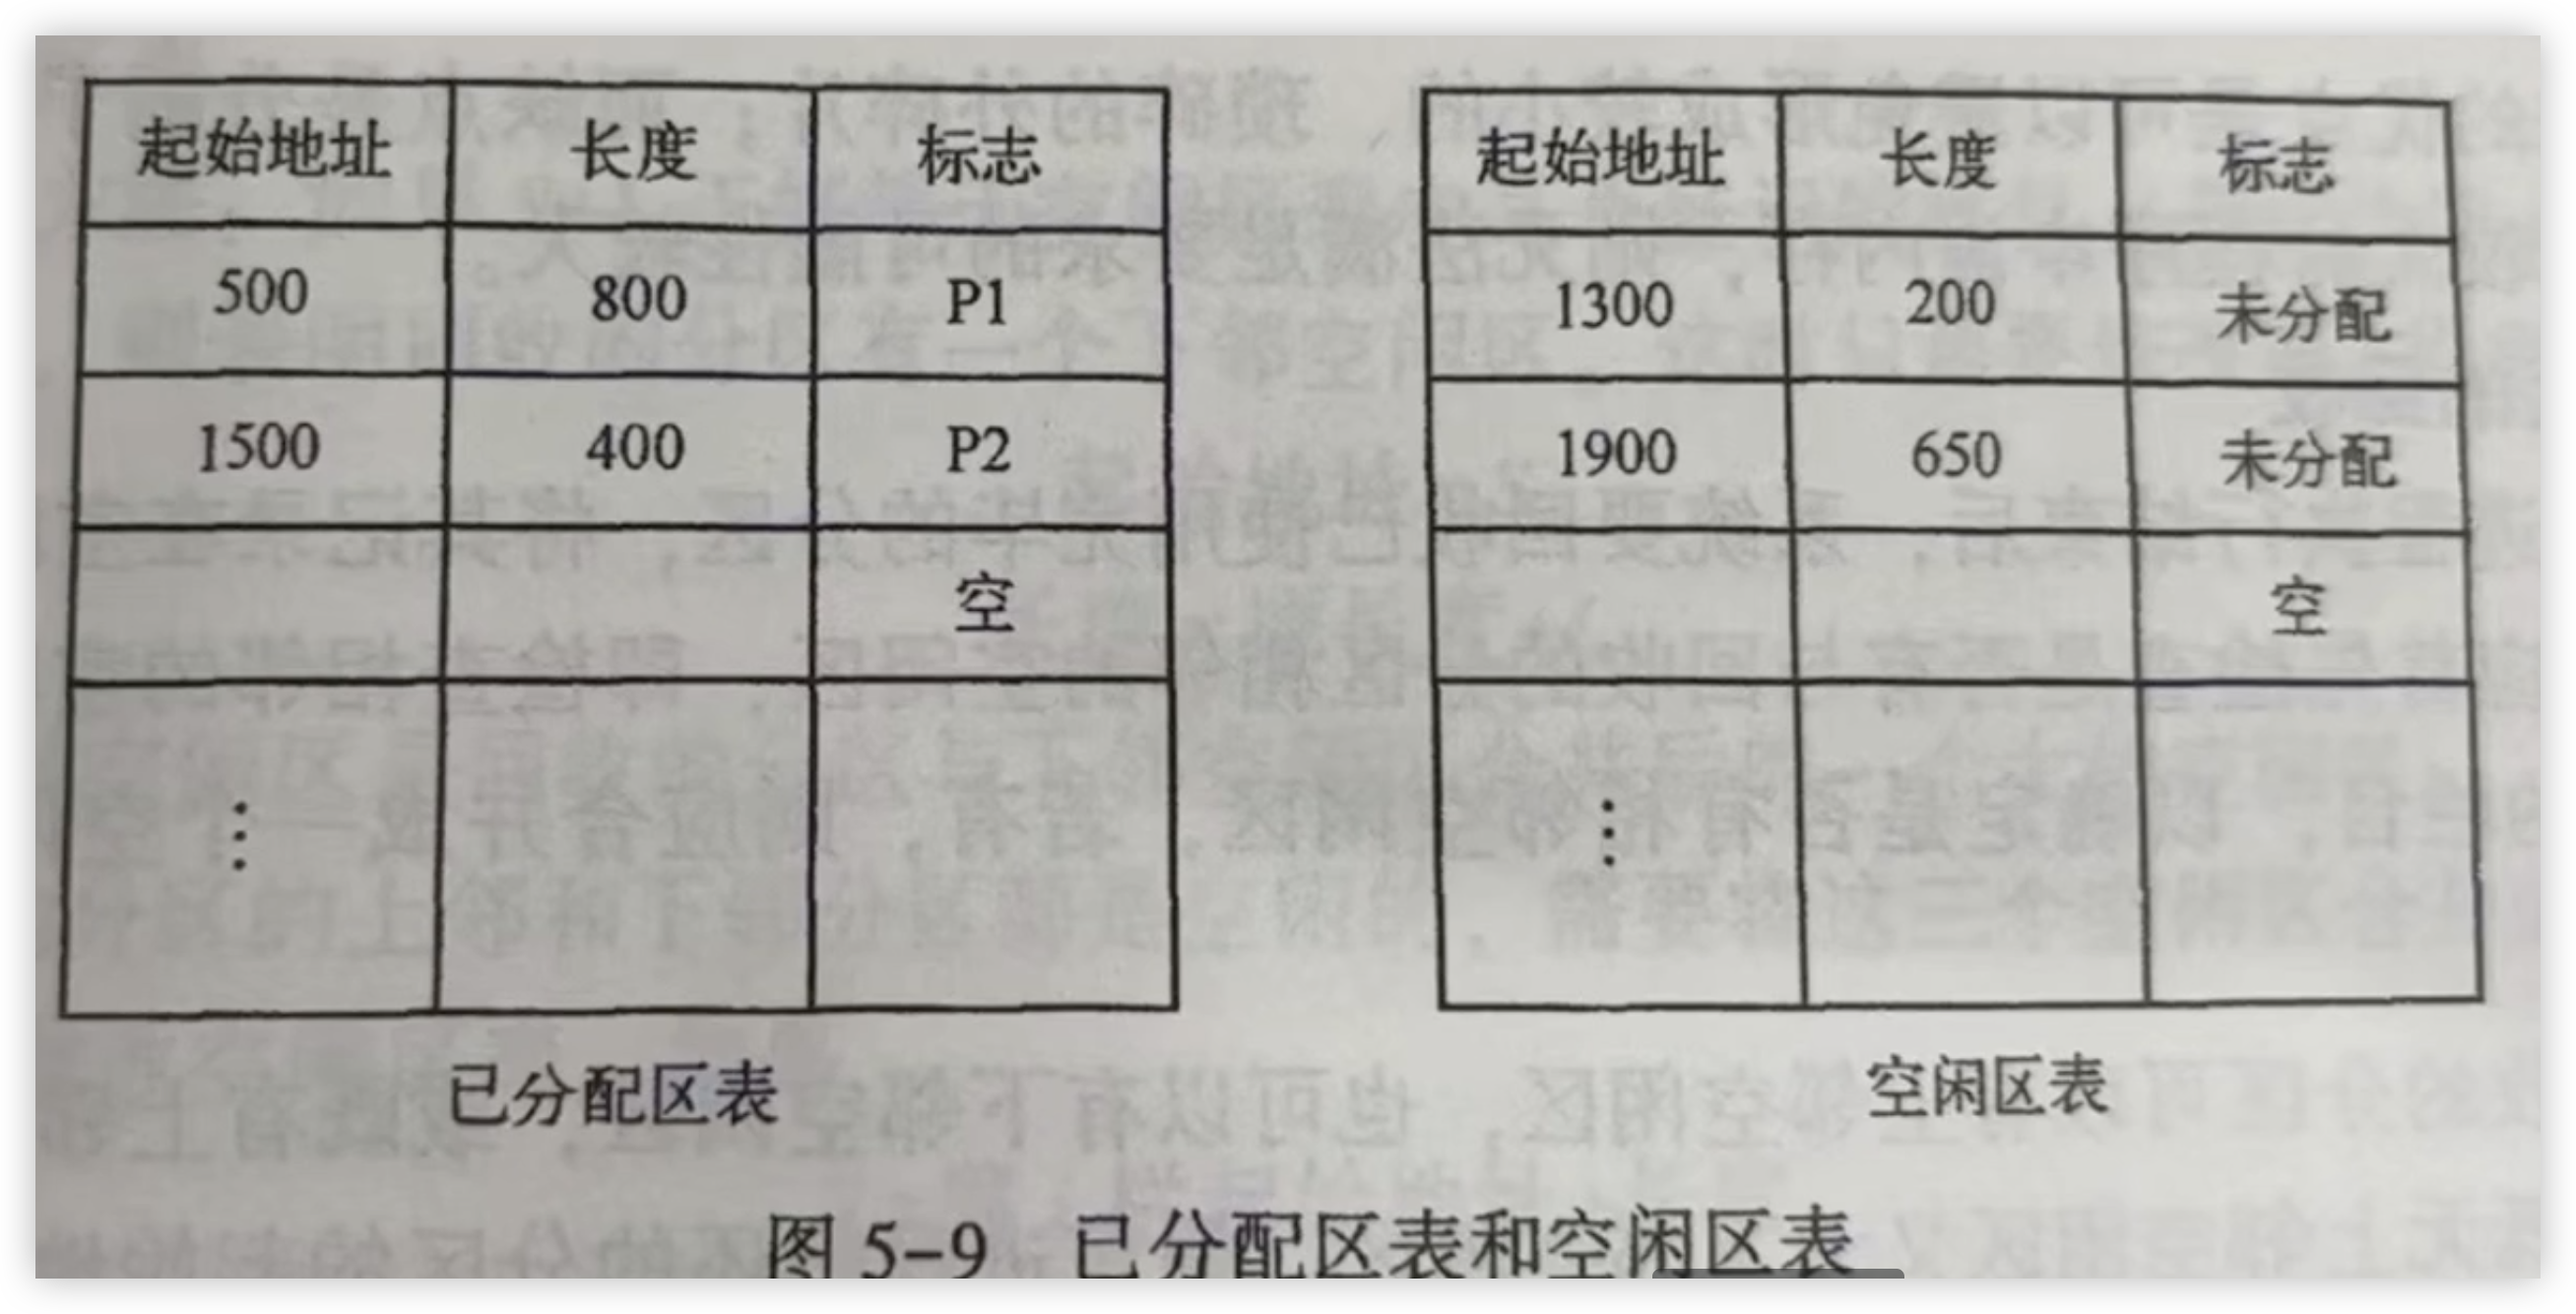 起始地址 长度 标志
500 800 P1
1500 400 P2
空
⋮
已分配区表
起始地址 长度 标志
1300 200 未分配
1900 650 未分配
空
⋮
空闲区表
图 5-9 已分配区表和空闲区表